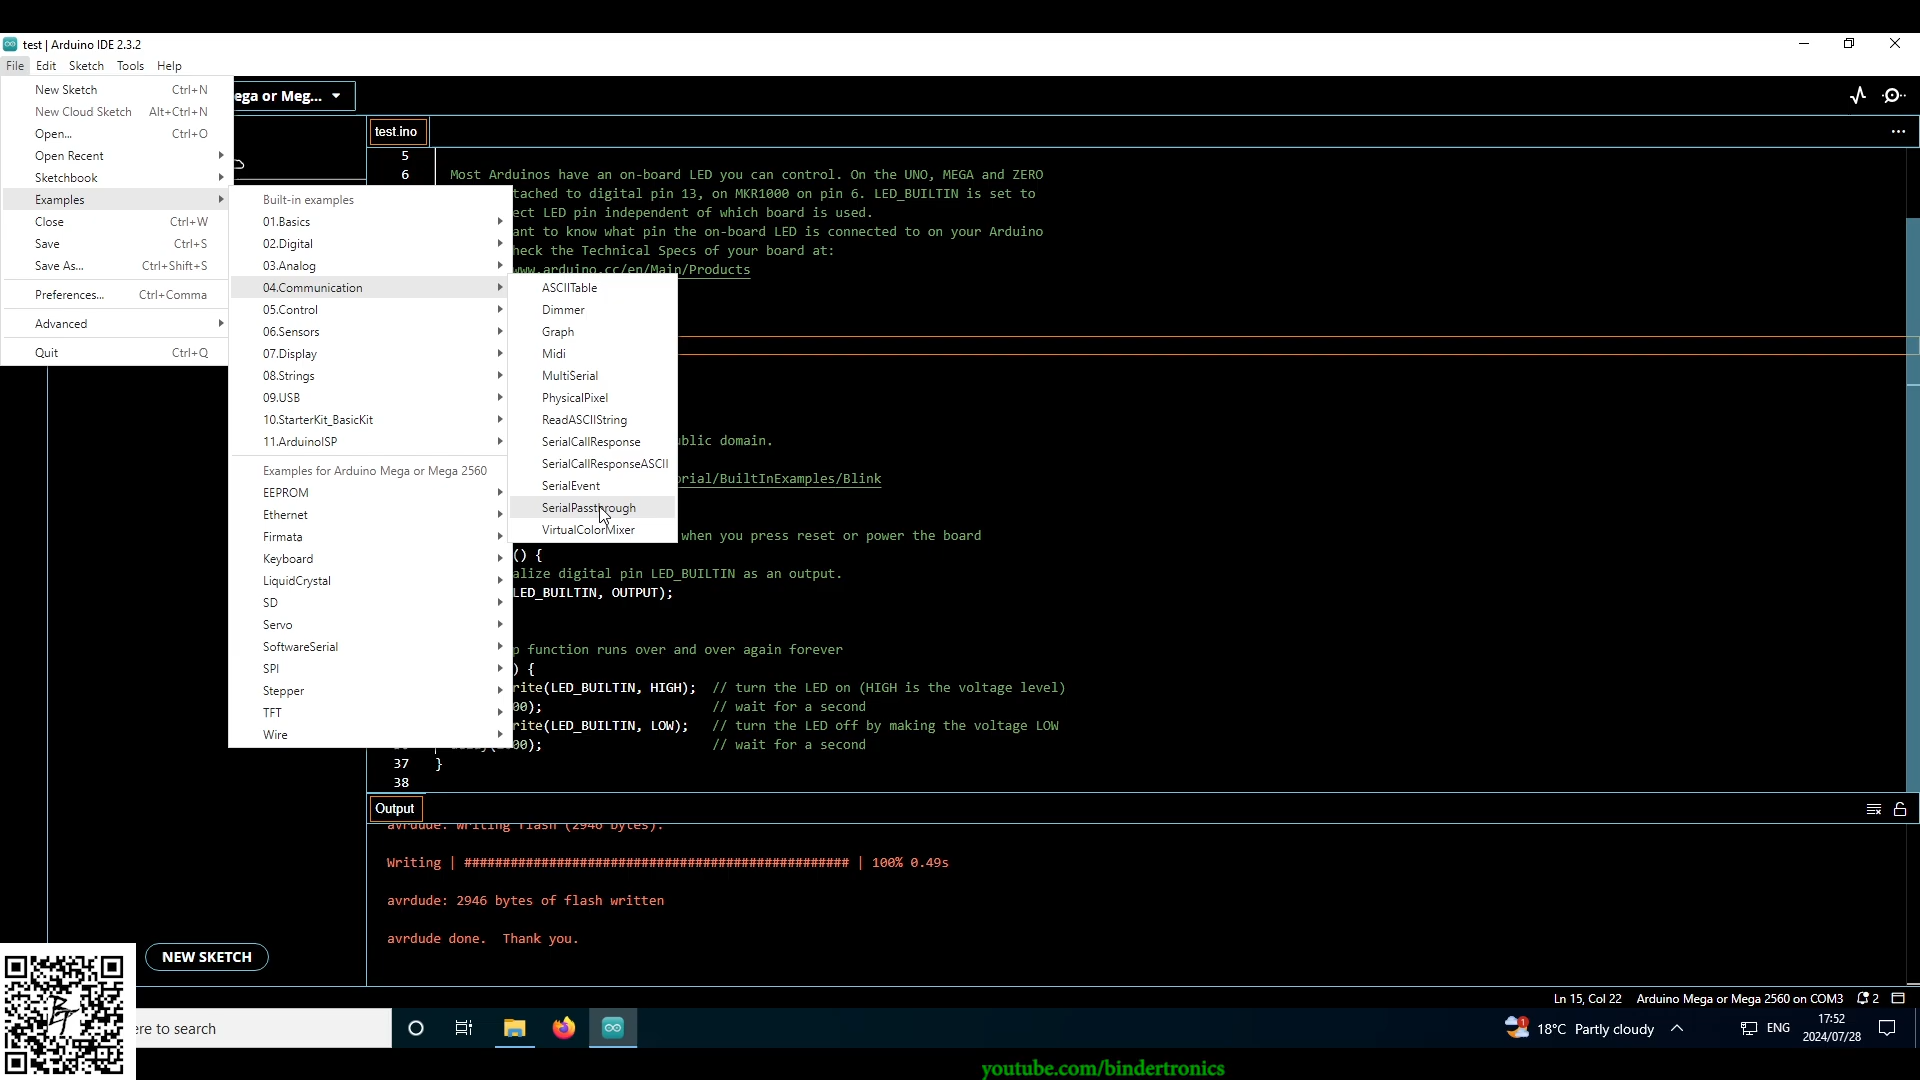 test | Arduino IDE 2.3.2
File Edit Sketch Tools Help
New Sketch Ctrl+N
New Cloud Sketch Alt+Ctrl+N
Open... Ctrl+O
Open Recent
Sketchbook
Examples
Close Ctrl+W
Save Ctrl+S
Save As... Ctrl+Shift+S
Preferences... Ctrl+Comma
Advanced
Quit Ctrl+Q
ega or Meg...
Built-in examples
01.Basics
02.Digital
03.Analog
04.Communication
05.Control
06.Sensors
07.Display
08.Strings
09.USB
10.StarterKit_BasicKit
11.ArduinoISP
Examples for Arduino Mega or Mega 2560
EEPROM
Ethernet
Firmata
Keyboard
LiquidCrystal
SD
Servo
SoftwareSerial
SPI
Stepper
TFT
Wire
ASCIITable
Dimmer
Graph
Midi
MultiSerial
PhysicalPixel
ReadASCIIString
SerialCallResponse
SerialCallResponseASCII
SerialEvent
SerialPassthrough
VirtualColorMixer
test.ino
5
6 Most Arduinos have an on-board LED you can control. On the UNO, MEGA and ZERO
tached to digital pin 13, on MKR1000 on pin 6. LED_BUILTIN is set to
ect LED pin independent of which board is used.
ant to know what pin the on-board LED is connected to on your Arduino
heck the Technical Specs of your board at:
www.arduino.cc/en/Main/Products
ublic domain.
orial/BuiltInExamples/Blink
when you press reset or power the board
() {
alize digital pin LED_BUILTIN as an output.
LED_BUILTIN, OUTPUT);
p function runs over and over again forever
) {
rite(LED_BUILTIN, HIGH); // turn the LED on (HIGH is the voltage level)
00); // wait for a second
rite(LED_BUILTIN, LOW); // turn the LED off by making the voltage LOW
00); // wait for a second
37 }
38
Output
avrdude: writing flash (2946 bytes):
Writing | ################################################## | 100% 0.49s
avrdude: 2946 bytes of flash written
avrdude done. Thank you.
NEW SKETCH
Ln 15, Col 22 Arduino Mega or Mega 2560 on COM3 2
ere to search
1 18°C Partly cloudy ENG 17:52
2024/07/28
BT
youtube.com/bindertronics